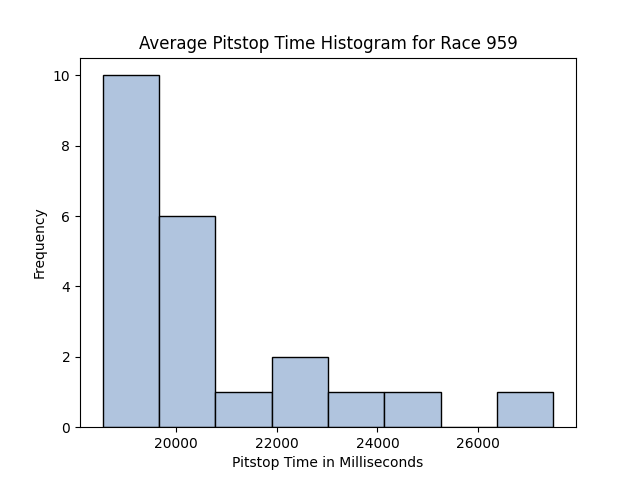 Average Pitstop Time Histogram for Race 959
10
8
6
4
2
0
Frequency
20000 22000 24000 26000
Pitstop Time in Milliseconds